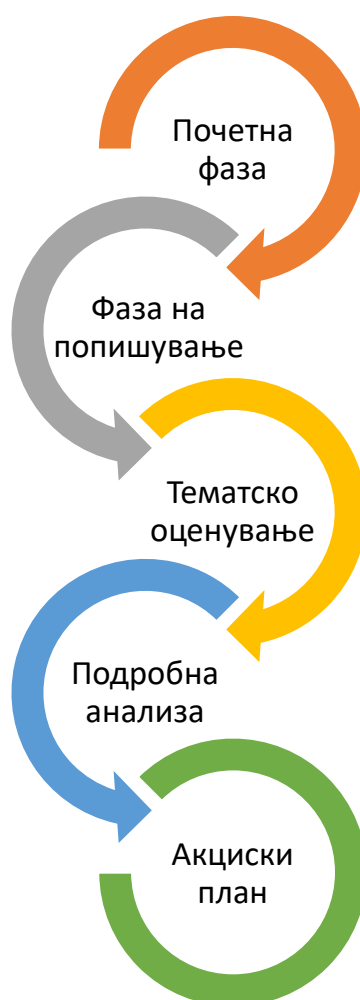 Почетна
фаза
Фаза на
попишување
Тематско
оценување
Подробна
анализа
Акциски
план